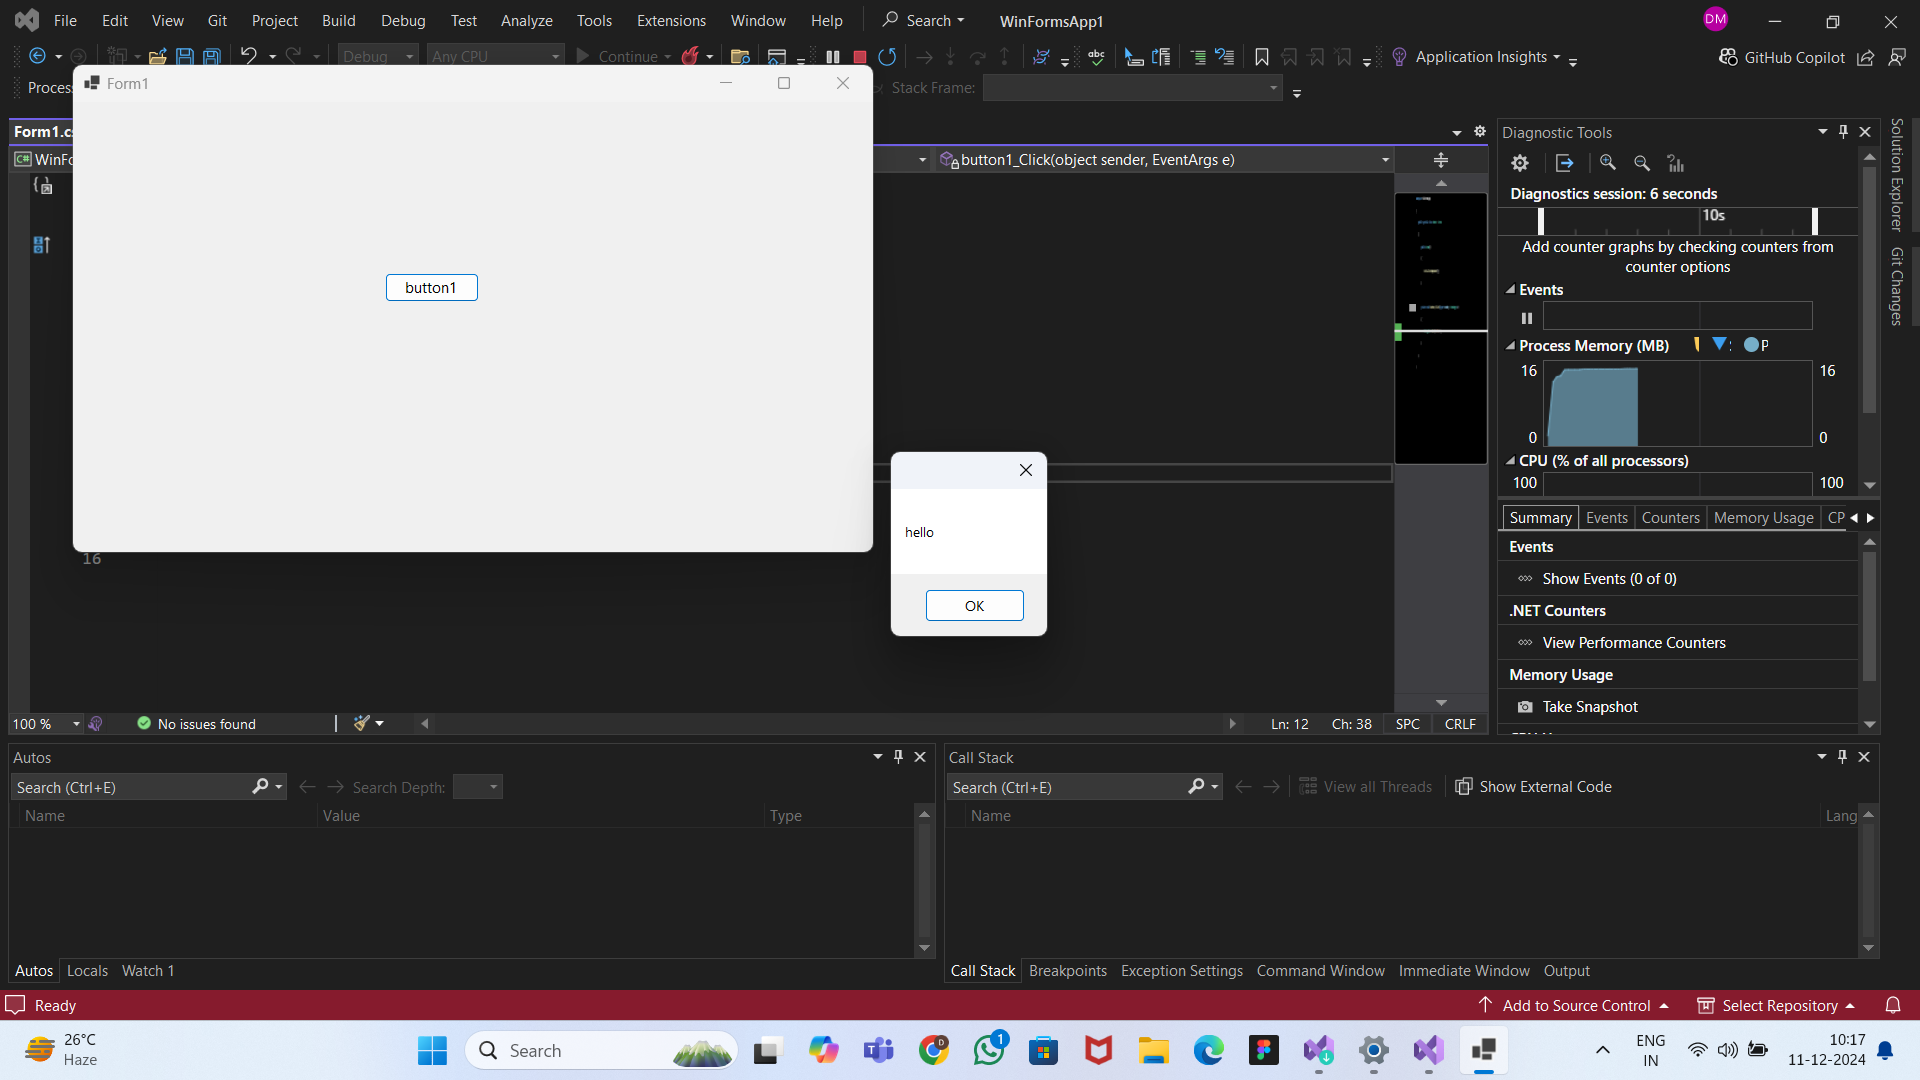 File Edit View Git Project Build Debug Test Analyze Tools Extensions Window Help Search WinFormsApp1 DM
Debug Any CPU Continue abc Application Insights GitHub Copilot
Process Stack Frame:
Form1
Form1.cs
button1_Click(object sender, EventArgs e)
C#
button1
16
hello
OK
100 % No issues found Ln: 12 Ch: 38 SPC CRLF
Diagnostic Tools
Diagnostics session: 6 seconds
10s
Add counter graphs by checking counters from
counter options
Events
Process Memory (MB) P
16 16
0 0
CPU (% of all processors)
100 100
Summary Events Counters Memory Usage CP
Events
Show Events (0 of 0)
.NET Counters
View Performance Counters
Memory Usage
Take Snapshot
Solution Explorer
Git Changes
Autos
Search (Ctrl+E) Search Depth:
Name Value Type
Autos Locals Watch 1
Call Stack
Search (Ctrl+E) View all Threads Show External Code
Name Lang
Call Stack Breakpoints Exception Settings Command Window Immediate Window Output
Ready Add to Source Control Select Repository
26°C
Haze
Search
D
1
ENG
IN
10:17
11-12-2024